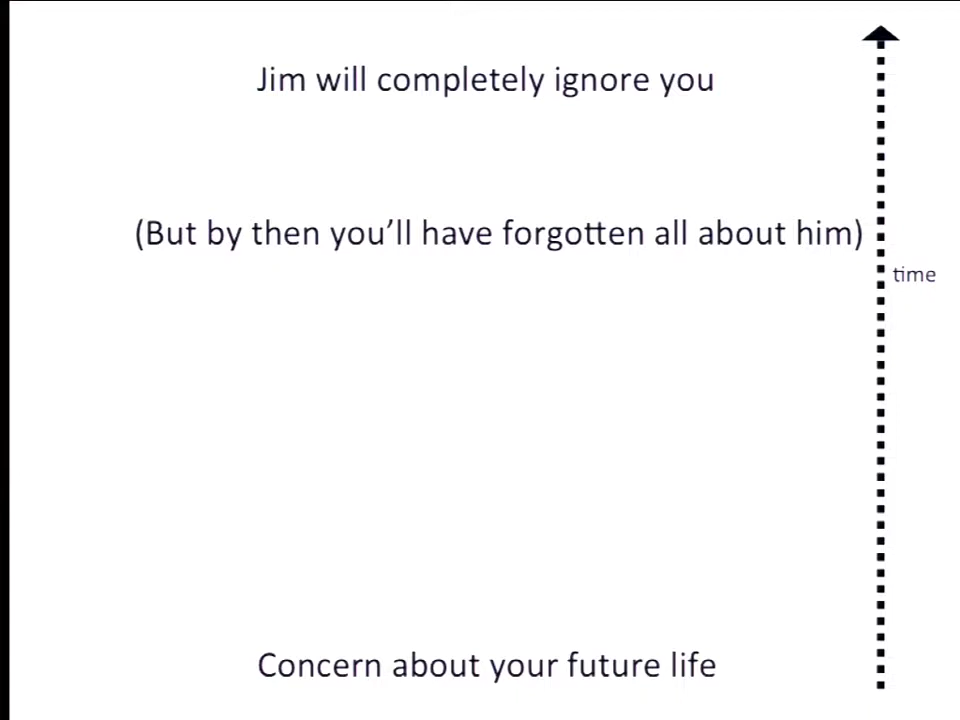 Jim will completely ignore you
(But by then you’ll have forgotten all about him)
time
Concern about your future life